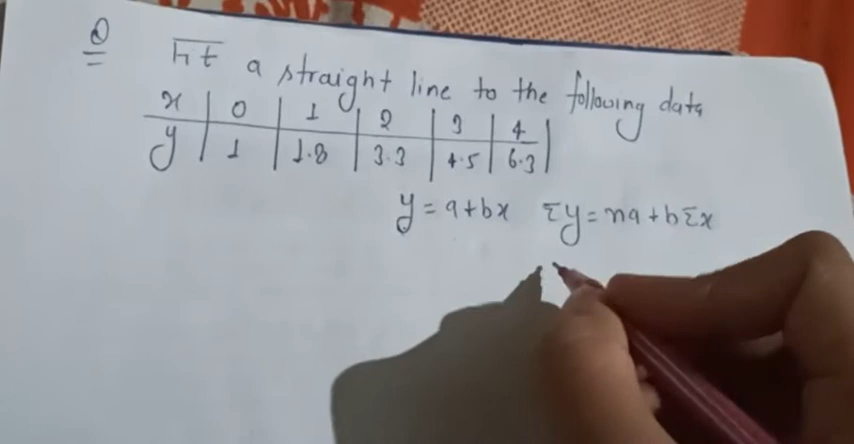 Q Fit a straight line to the following data
x 0 1 2 3 4
y 1 1.8 3.3 4.5 6.3
y = a+bx Σy = na+bΣx